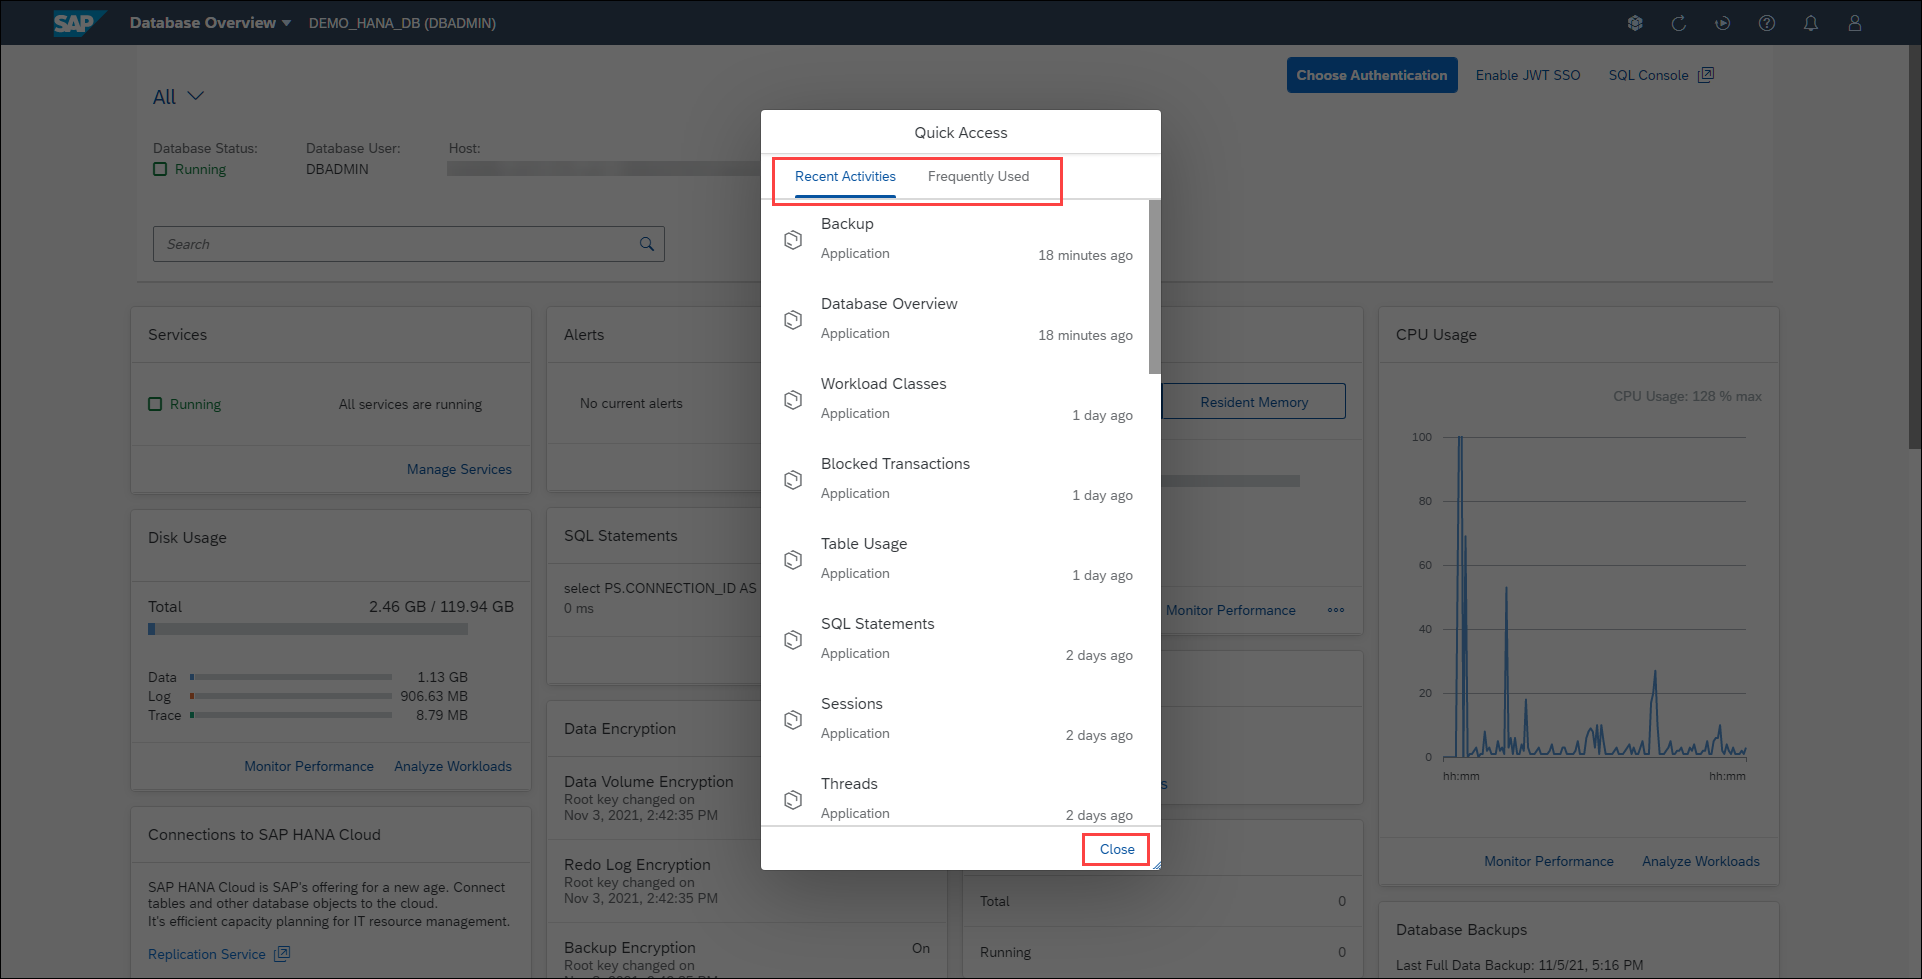 SAP Database Overview DEMO_HANA_DB (DBADMIN)
Choose Authentication Enable JWT SSO SQL Console
All
Database Status: Database User: Host:
Running DBADMIN
Search
Quick Access
Recent Activities Frequently Used
Backup
Application 18 minutes ago
Database Overview
Application 18 minutes ago
Workload Classes
Application 1 day ago
Blocked Transactions
Application 1 day ago
Table Usage
Application 1 day ago
SQL Statements
Application 2 days ago
Sessions
Application 2 days ago
Threads
Application 2 days ago
Close
Services
Running All services are running
Manage Services
Disk Usage
Total 2.46 GB / 119.94 GB
Data 1.13 GB
Log 906.63 MB
Trace 8.79 MB
Monitor Performance Analyze Workloads
Connections to SAP HANA Cloud
SAP HANA Cloud is SAP's offering for a new age. Connect
tables and other database objects to the cloud.
It's efficient capacity planning for IT resource management.
Replication Service
Alerts
No current alerts
SQL Statements
select PS.CONNECTION_ID AS
0 ms
Data Encryption
Data Volume Encryption
Root key changed on
Nov 3, 2021, 2:42:35 PM
Redo Log Encryption
Root key changed on
Nov 3, 2021, 2:42:35 PM
Backup Encryption On
Root key changed on
Resident Memory
Monitor Performance
s
Total 0
Running 0
CPU Usage
CPU Usage: 128 % max
100
80
60
40
20
0
hh:mm hh:mm
Monitor Performance Analyze Workloads
Database Backups
Last Full Data Backup: 11/5/21, 5:16 PM